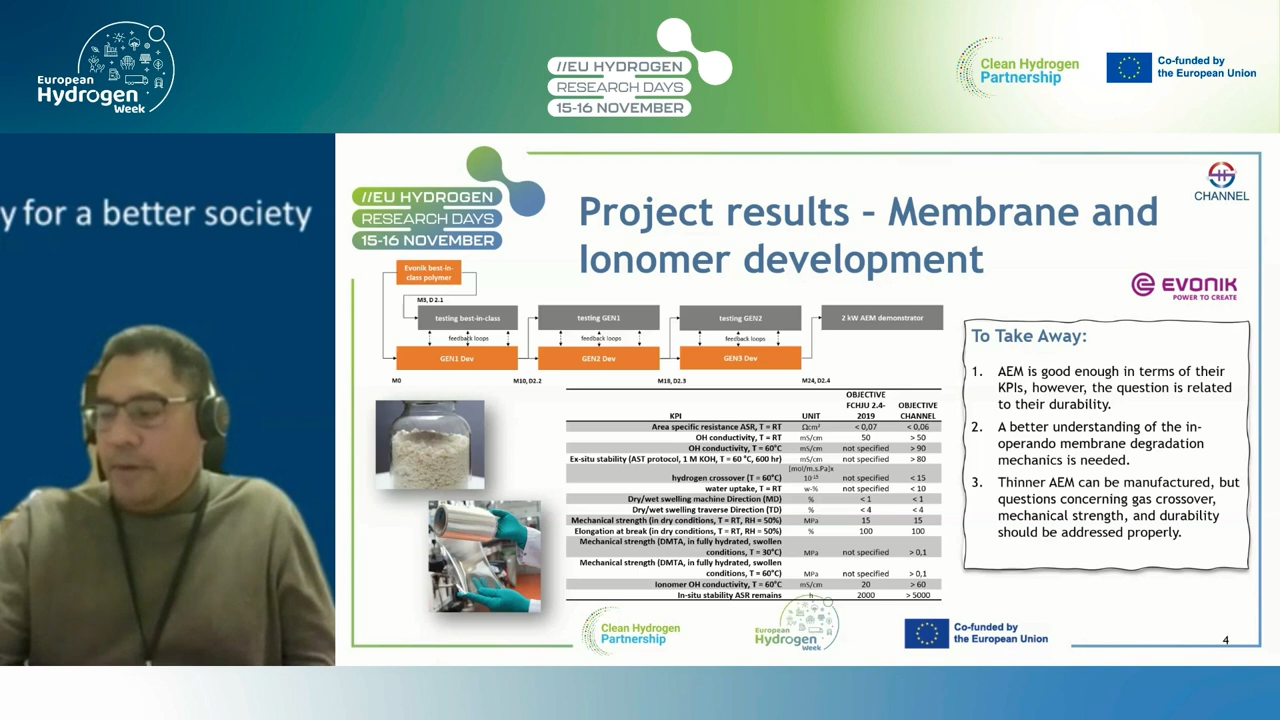 European
Hydrogen
Week
//EU HYDROGEN
RESEARCH DAYS
15-16 NOVEMBER
Clean Hydrogen
Partnership
Co-funded by
the European Union
y for a better society
//EU HYDROGEN
RESEARCH DAYS
15-16 NOVEMBER
Project results – Membrane and
Ionomer development
CHANNEL
EVONIK
POWER TO CREATE
Evonik best-in-
class polymer
M3, D 2.1
testing best-in-class
testing GEN1
testing GEN2
2 kW AEM demonstrator
feedback loops
feedback loops
feedback loops
GEN1 Dev
GEN2 Dev
GEN3 Dev
M0
M10, D2.2
M18, D2.3
M24, D2.4
OBJECTIVE
FCHJU 2.4- OBJECTIVE
KPI UNIT 2019 CHANNEL
Area specific resistance ASR, T = RT Ωcm² < 0,07 < 0,06
OH conductivity, T = RT mS/cm 50 > 50
OH conductivity, T = 60°C mS/cm not specified > 90
Ex-situ stability (AST protocol, 1 M KOH, T = 60 °C, 600 hr) mS/cm not specified > 80
[mol/m.s.Pa]x
hydrogen crossover (T = 60°C) 10⁻¹⁵ not specified < 15
water uptake, T = RT w-% not specified < 10
Dry/wet swelling machine Direction (MD) % < 1 < 1
Dry/wet swelling traverse Direction (TD) % < 4 < 4
Mechanical strength (in dry conditions, T = RT, RH = 50%) MPa 15 15
Elongation at break (in dry conditions, T = RT, RH = 50%) % 100 100
Mechanical strength (DMTA, in fully hydrated, swollen
conditions, T = 30°C) MPa not specified > 0,1
Mechanical strength (DMTA, in fully hydrated, swollen
conditions, T = 60°C) MPa not specified > 0,1
Ionomer OH conductivity, T = 60°C mS/cm 20 > 60
In-situ stability ASR remains h 2000 > 5000
To Take Away:
1. AEM is good enough in terms of their
KPIs, however, the question is related
to their durability.
2. A better understanding of the in-
operando membrane degradation
mechanics is needed.
3. Thinner AEM can be manufactured, but
questions concerning gas crossover,
mechanical strength, and durability
should be addressed properly.
Clean Hydrogen
Partnership
European
Hydrogen
Week
Co-funded by
the European Union
4